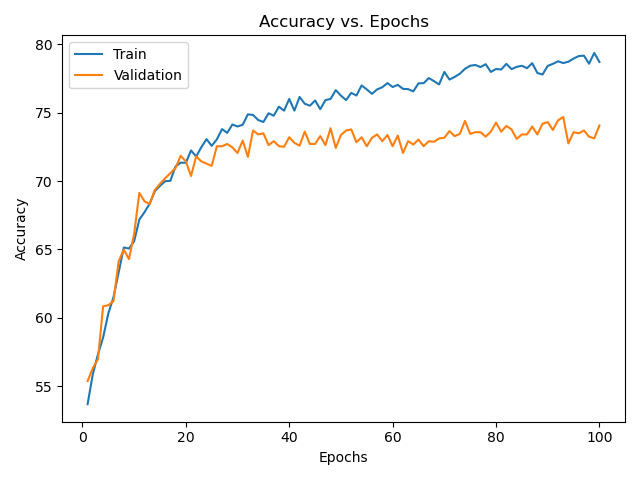 Accuracy vs. Epochs
Train
Validation
80
75
70
65
60
55
Accuracy
0 20 40 60 80 100
Epochs